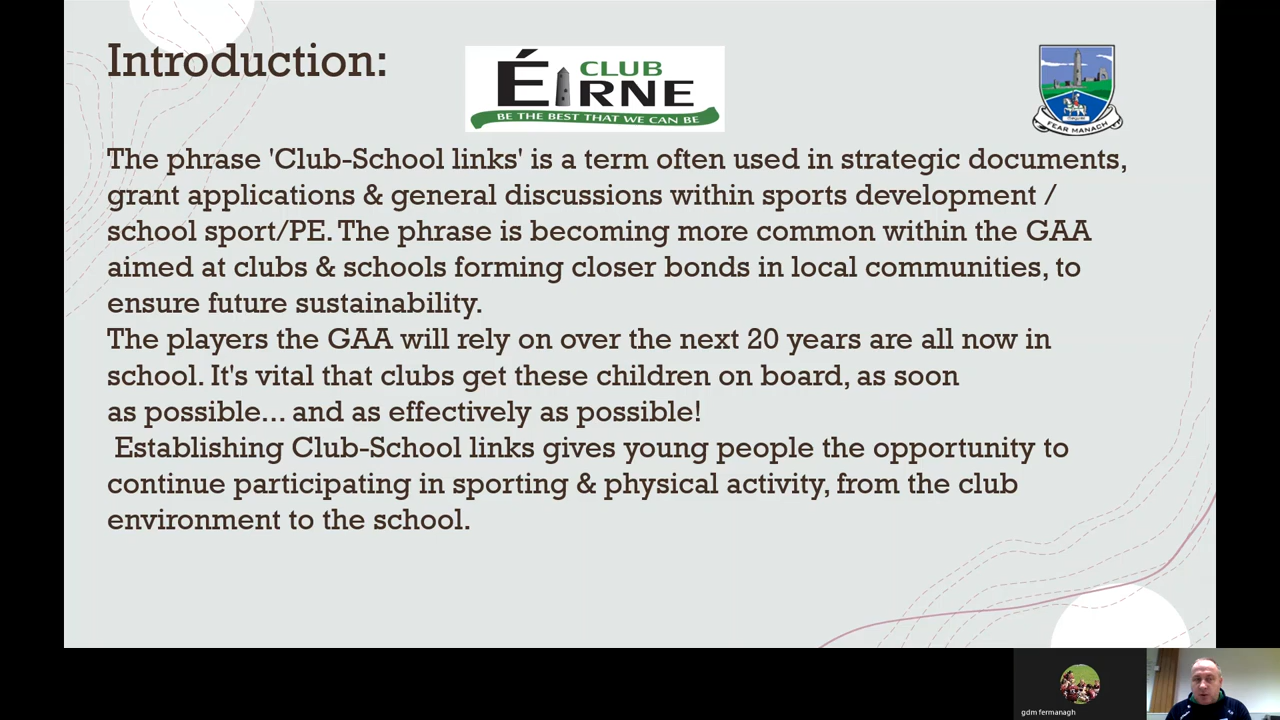 Introduction:
CLUB
ÉIRNE
BE THE BEST THAT WE CAN BE
FEAR MANACH
The phrase 'Club-School links' is a term often used in strategic documents,
grant applications & general discussions within sports development /
school sport/PE. The phrase is becoming more common within the GAA
aimed at clubs & schools forming closer bonds in local communities, to
ensure future sustainability.
The players the GAA will rely on over the next 20 years are all now in
school. It's vital that clubs get these children on board, as soon
as possible... and as effectively as possible!
Establishing Club-School links gives young people the opportunity to
continue participating in sporting & physical activity, from the club
environment to the school.
gdm fermanagh